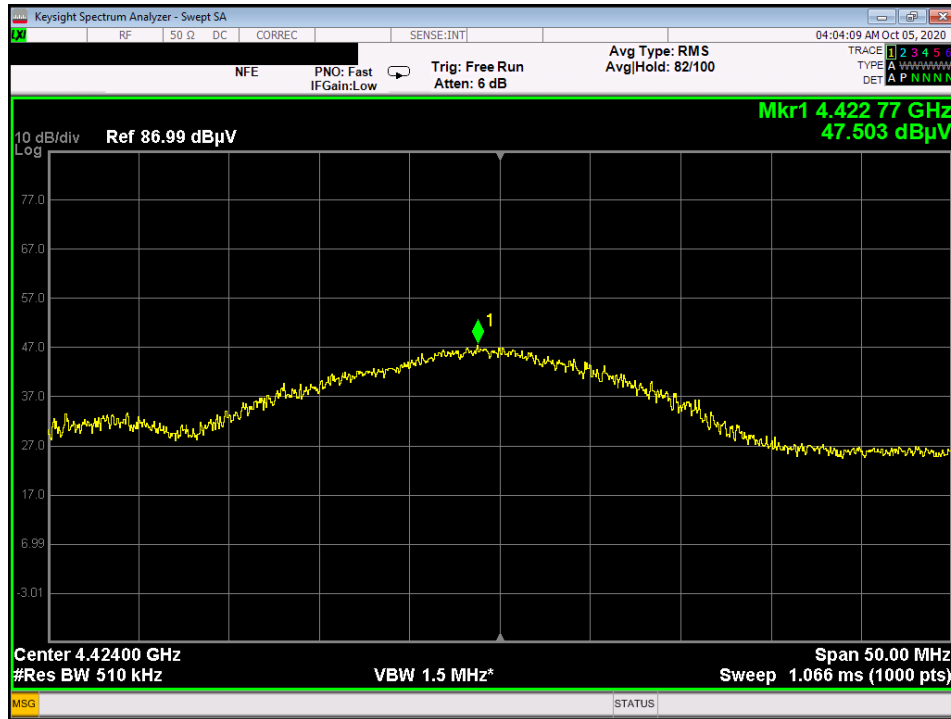 Keysight Spectrum Analyzer - Swept SA
LXI RF 50 Ω DC CORREC SENSE:INT 04:04:09 AM Oct 05, 2020
NFE PNO: Fast IFGain:Low Trig: Free Run Atten: 6 dB Avg Type: RMS Avg|Hold: 82/100
TRACE 1 2 3 4 5 6
TYPE A WWWWW
DET A P N N N N
Mkr1 4.422 77 GHz
47.503 dBµV
10 dB/div Ref 86.99 dBµV
Log
77.0
67.0
57.0
1
47.0
37.0
27.0
17.0
6.99
-3.01
Center 4.42400 GHz Span 50.00 MHz
#Res BW 510 kHz VBW 1.5 MHz* Sweep 1.066 ms (1000 pts)
MSG STATUS